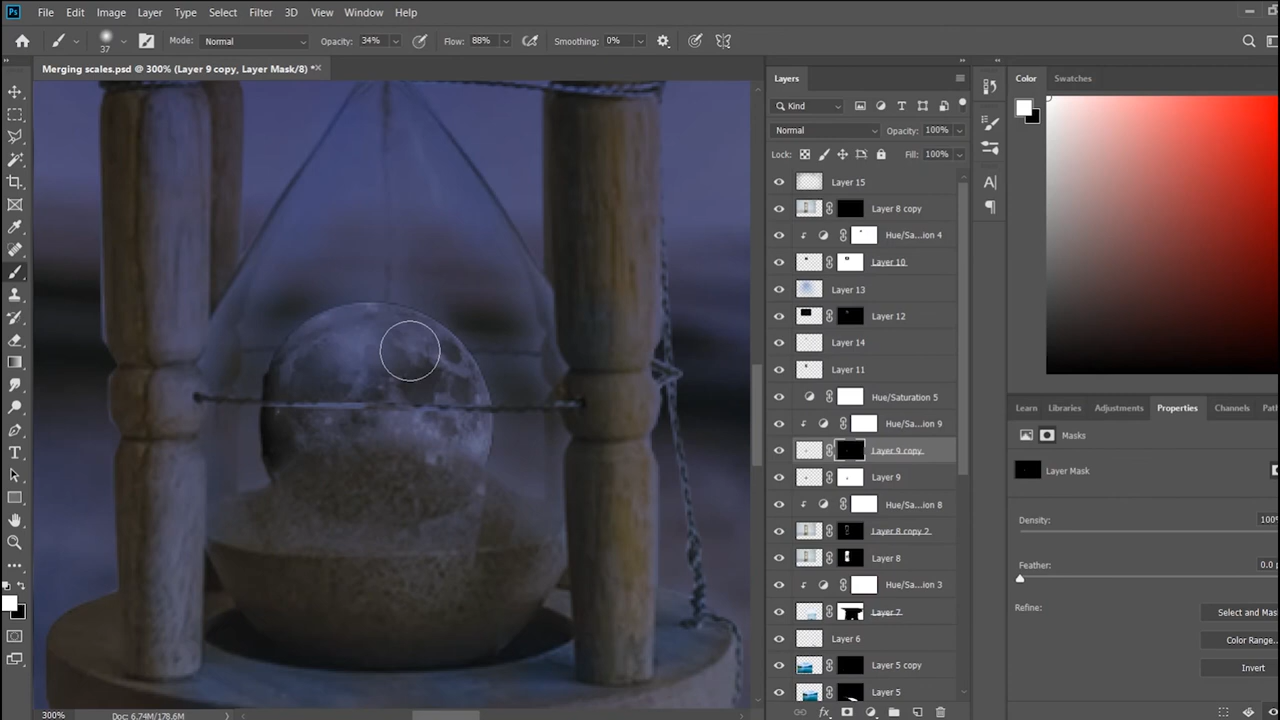 Ps File Edit Image Layer Type Select Filter 3D View Window Help
37 Mode: Normal Opacity: 34% Flow: 88% Smoothing: 0%
Merging scales.psd @ 300% (Layer 9 copy, Layer Mask/8) *
Layers
Kind
Normal Opacity: 100%
Lock: Fill: 100%
Layer 15
Layer 8 copy
Hue/Sa...ion 4
Layer 10
Layer 13
Layer 12
Layer 14
Layer 11
Hue/Saturation 5
Hue/Sa...ion 9
Layer 9 copy
Layer 9
Hue/Sa...ion 8
Layer 8 copy 2
Layer 8
Hue/Sa...ion 3
Layer 7
Layer 6
Layer 5 copy
Layer 5
Color Swatches
Learn Libraries Adjustments Properties Channels Pat
Masks
Layer Mask
Density: 100%
Feather: 0.0
Refine: Select and Mas
Color Range..
Invert
300% Doc: 6.74M/178.6M